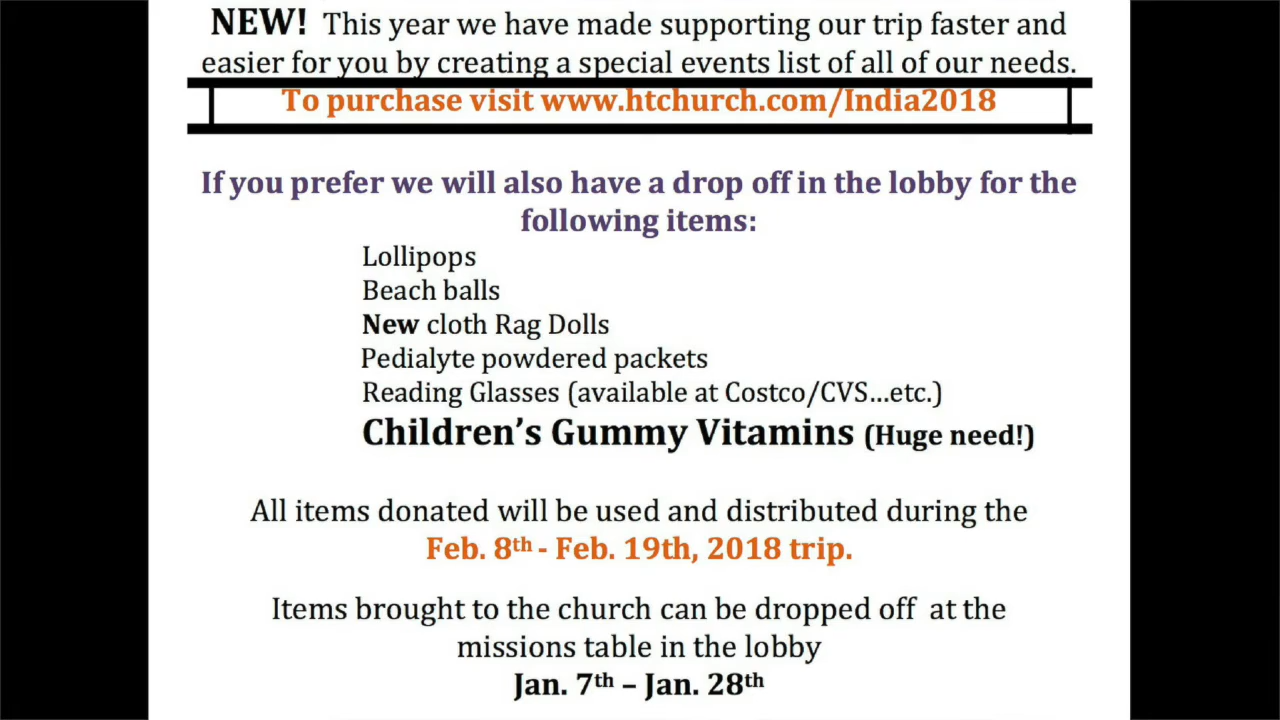 NEW! This year we have made supporting our trip faster and
easier for you by creating a special events list of all of our needs.
To purchase visit www.htchurch.com/India2018
If you prefer we will also have a drop off in the lobby for the
following items:
Lollipops
Beach balls
New cloth Rag Dolls
Pedialyte powdered packets
Reading Glasses (available at Costco/CVS...etc.)
Children's Gummy Vitamins (Huge need!)
All items donated will be used and distributed during the
Feb. 8th - Feb. 19th, 2018 trip.
Items brought to the church can be dropped off at the
missions table in the lobby
Jan. 7th – Jan. 28th